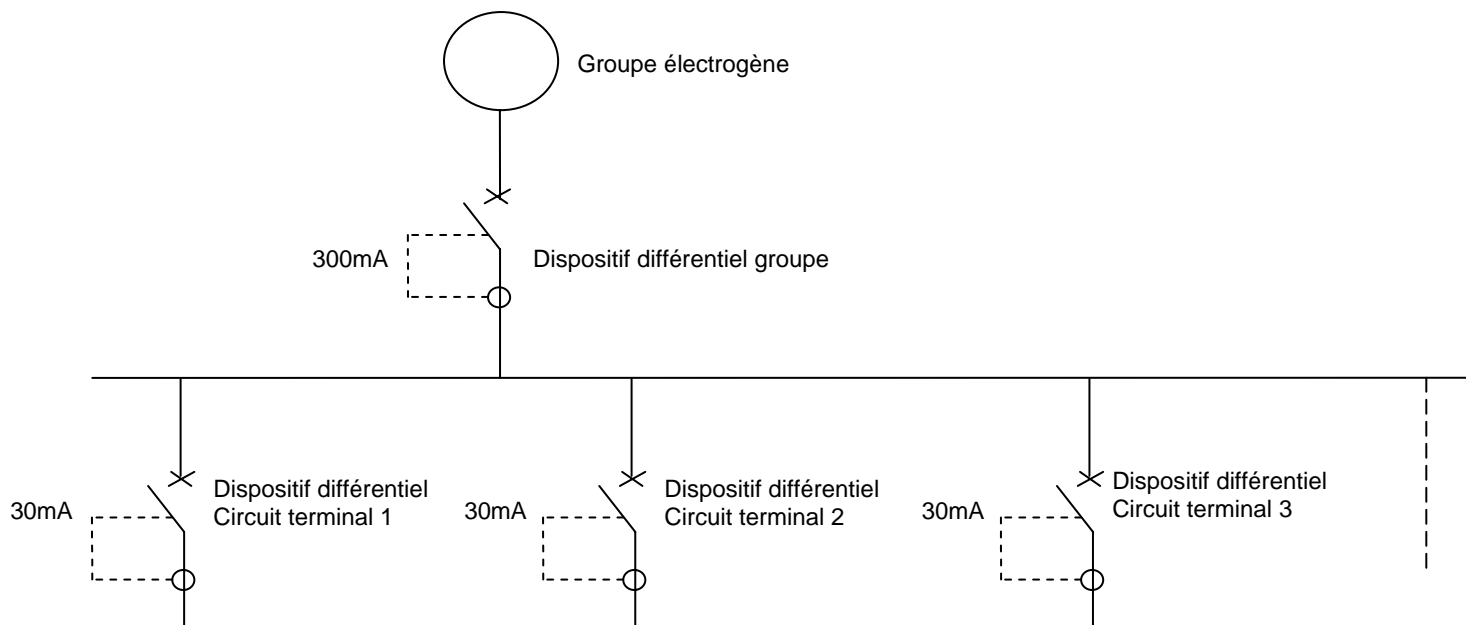 Groupe électrogène
300mA
Dispositif différentiel groupe
30mA
Dispositif différentiel
Circuit terminal 1
30mA
Dispositif différentiel
Circuit terminal 2
30mA
Dispositif différentiel
Circuit terminal 3